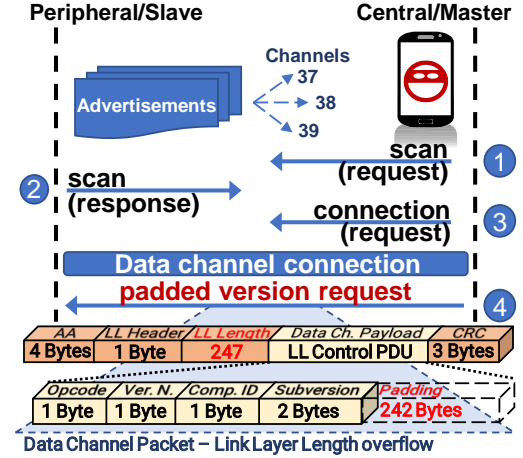 Peripheral/Slave
Central/Master
Channels
Advertisements
37
38
39
1
scan
(request)
2
scan
(response)
3
connection
(request)
Data channel connection
padded version request
4
AA LL Header LL Length Data Ch. Payload CRC
4 Bytes 1 Byte 247 LL Control PDU 3 Bytes
Opcode Ver. N. Comp. ID Subversion Padding
1 Byte 1 Byte 1 Byte 2 Bytes 242 Bytes
Data Channel Packet – Link Layer Length overflow